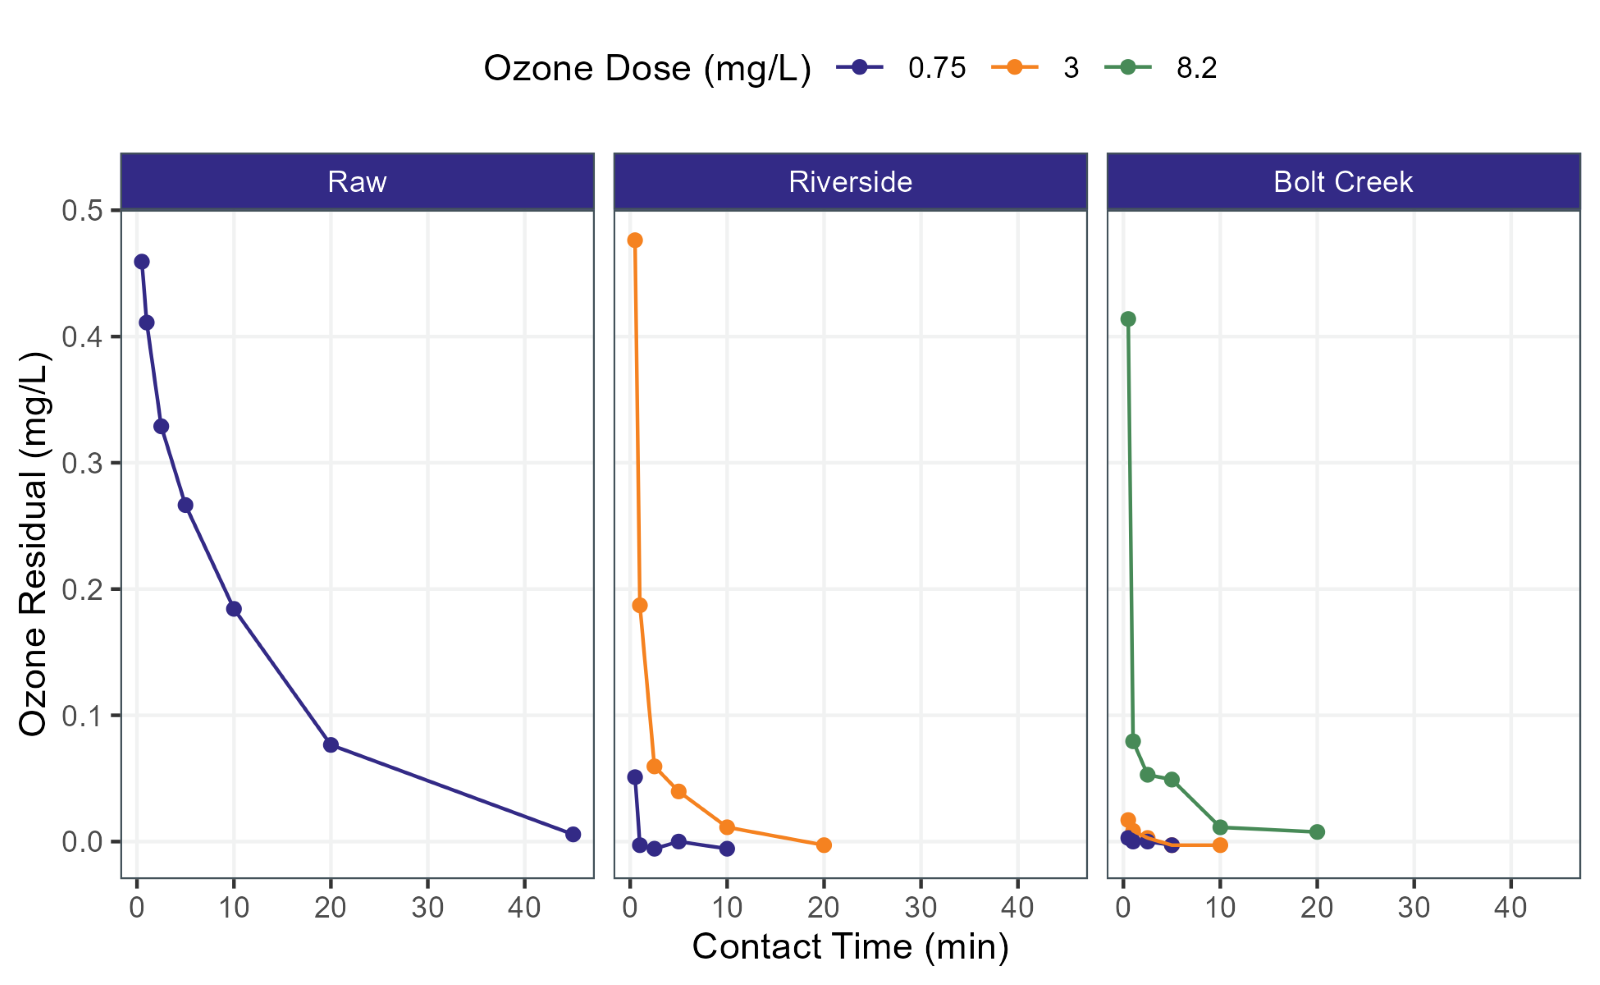 Ozone Dose (mg/L) 0.75 3 8.2
Raw Riverside Bolt Creek
Ozone Residual (mg/L)
0.5
0.4
0.3
0.2
0.1
0.0
0 10 20 30 40 0 10 20 30 40 0 10 20 30 40
Contact Time (min)